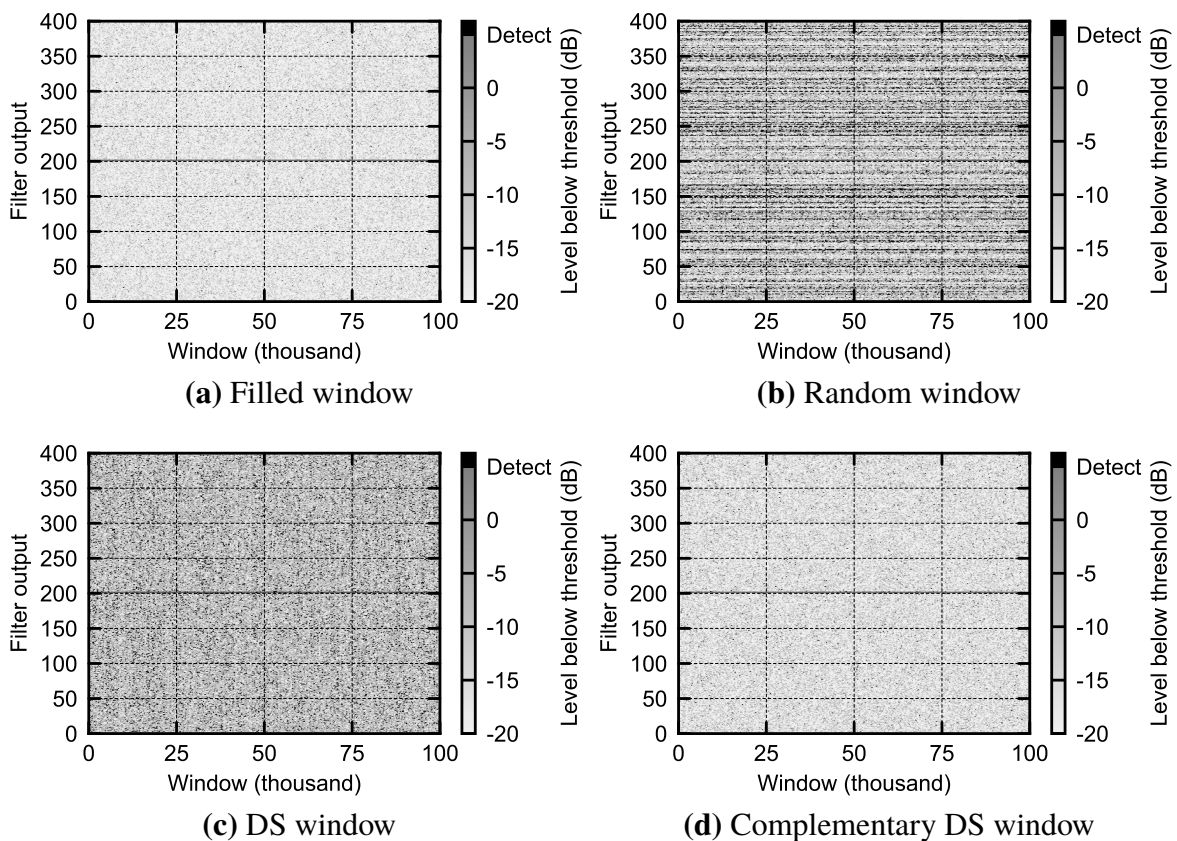 400
350
300
250
200
150
100
50
0
Filter output
0 25 50 75 100
Window (thousand)
Detect
0
-5
-10
-15
-20
Level below threshold (dB)
(a) Filled window
400
350
300
250
200
150
100
50
0
Filter output
0 25 50 75 100
Window (thousand)
Detect
0
-5
-10
-15
-20
Level below threshold (dB)
(b) Random window
400
350
300
250
200
150
100
50
0
Filter output
0 25 50 75 100
Window (thousand)
Detect
0
-5
-10
-15
-20
Level below threshold (dB)
(c) DS window
400
350
300
250
200
150
100
50
0
Filter output
0 25 50 75 100
Window (thousand)
Detect
0
-5
-10
-15
-20
Level below threshold (dB)
(d) Complementary DS window